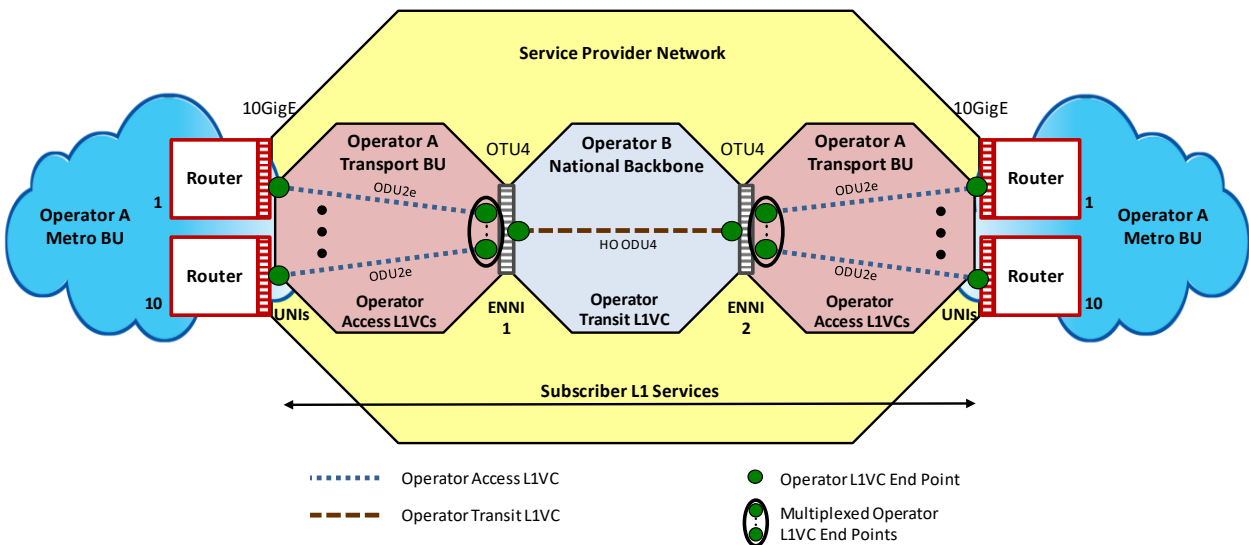 Service Provider Network
10GigE
10GigE
Operator A
Transport BU
OTU4
Operator B
National Backbone
OTU4
Operator A
Transport BU
Router
1
ODU2e
ODU2e
Router
1
Operator A
Metro BU
HO ODU4
Operator A
Metro BU
Router
10
ODU2e
ODU2e
Router
10
UNIs
Operator
Access L1VCs
ENNI
1
Operator
Transit L1VC
ENNI
2
Operator
Access L1VCs
UNIs
Subscriber L1 Services
Operator Access L1VC
Operator L1VC End Point
Operator Transit L1VC
Multiplexed Operator
L1VC End Points